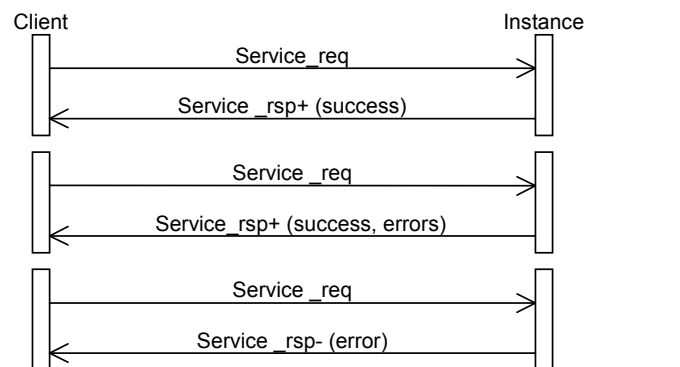 Client Instance
Service_req
Service _rsp+ (success)
Service _req
Service_rsp+ (success, errors)
Service _req
Service _rsp- (error)